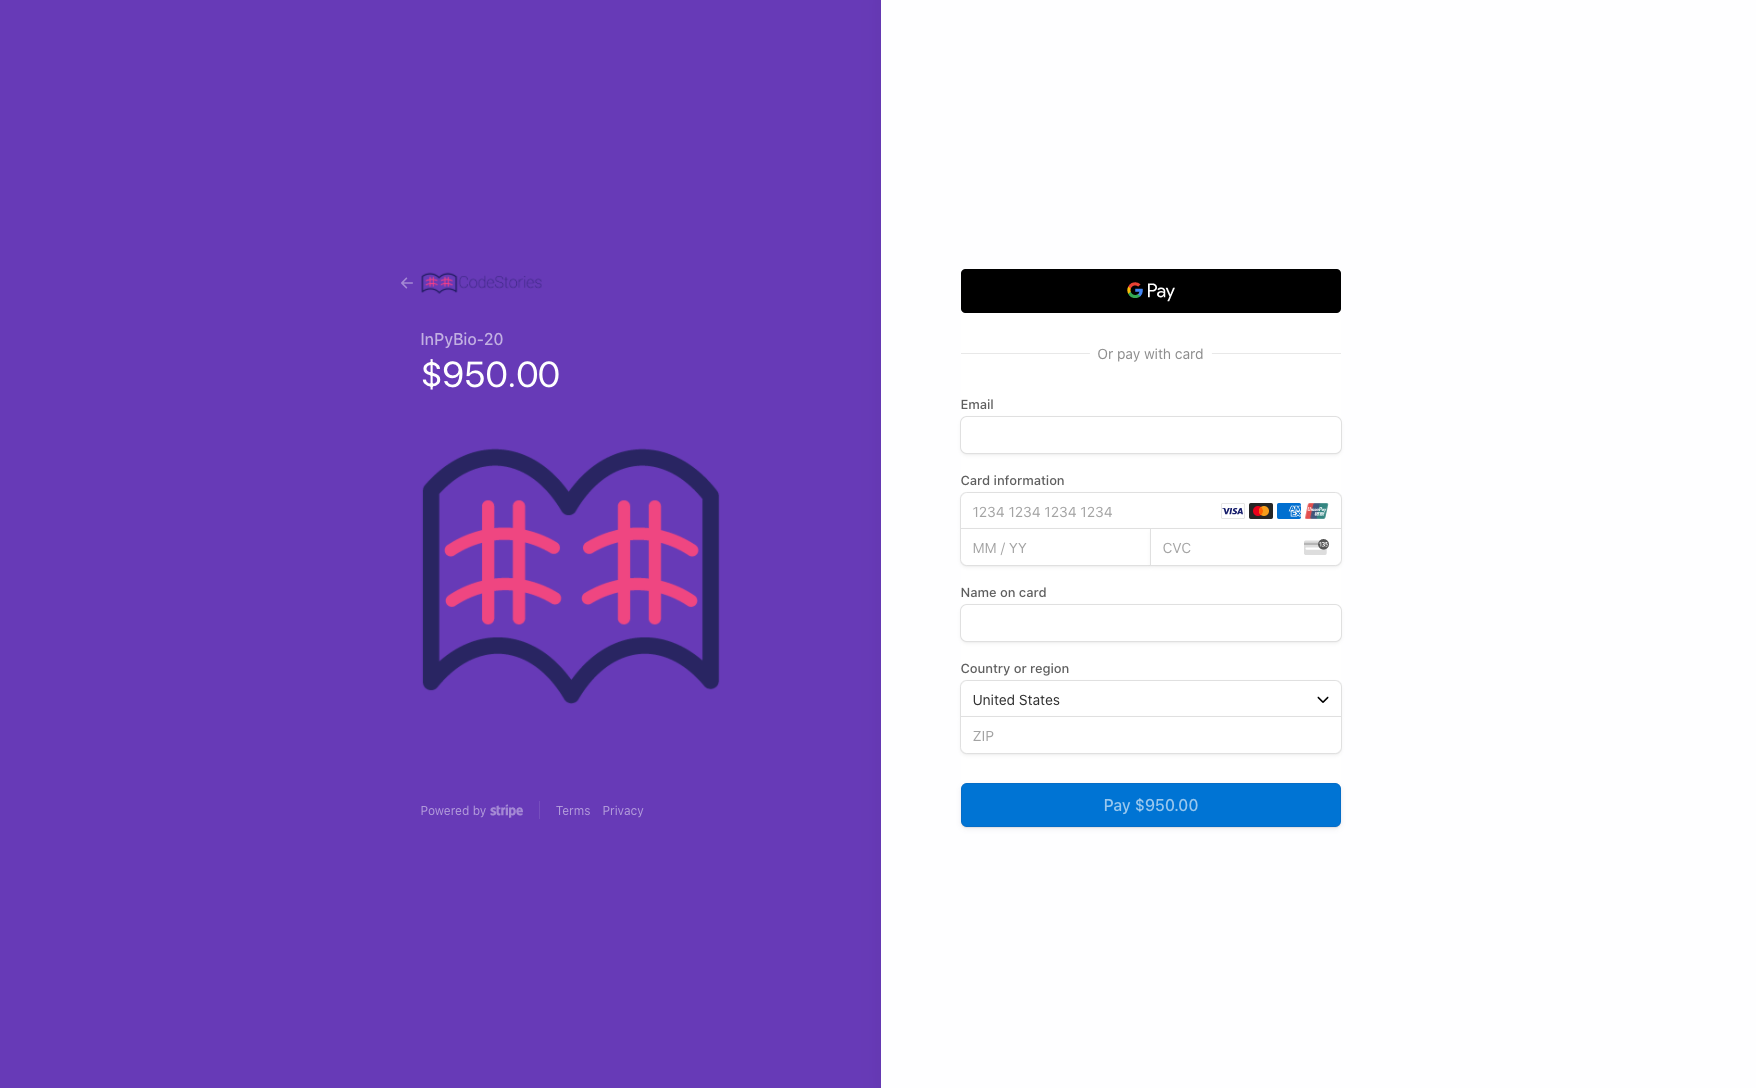 CodeStories
InPyBio-20
$950.00
Powered by stripe
Terms
Privacy
G Pay
Or pay with card
Email
Card information
1234 1234 1234 1234
VISA
MM / YY
CVC
Name on card
Country or region
United States
ZIP
Pay $950.00